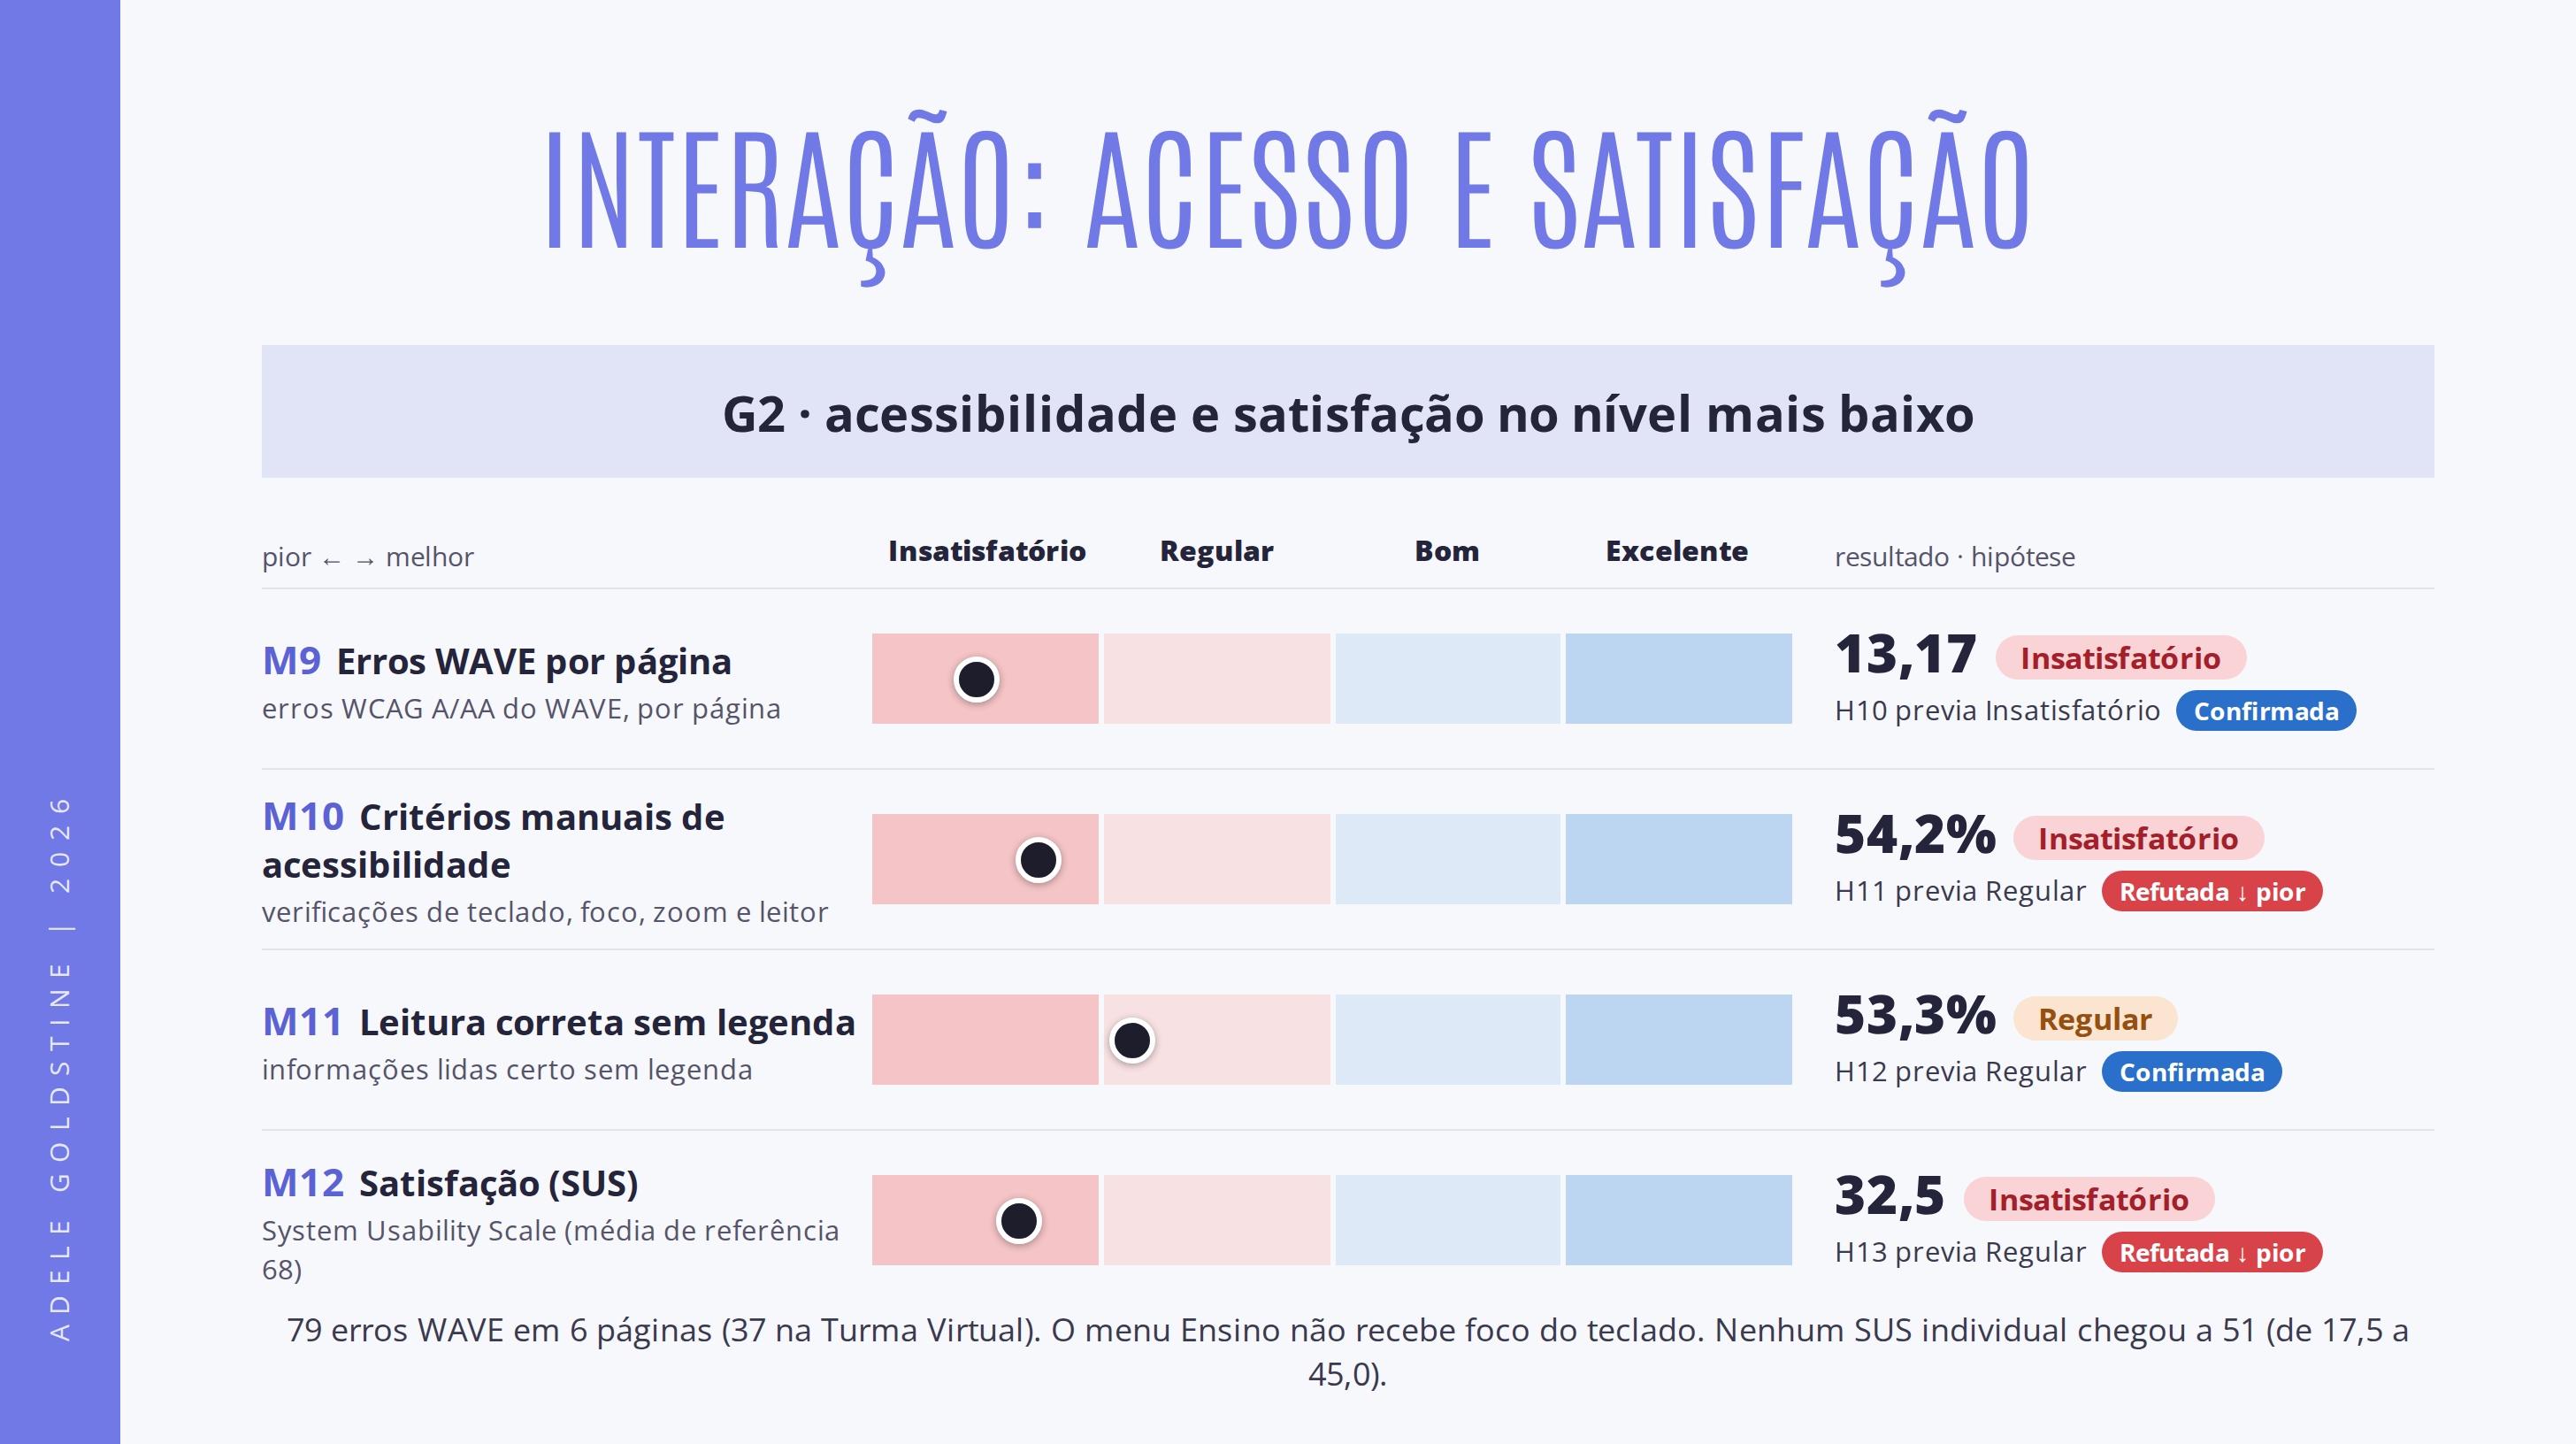 INTERAÇÃO: ACESSO E SATISFAÇÃO
G2 · acessibilidade e satisfação no nível mais baixo
pior ← → melhor
Insatisfatório
Regular
Bom
Excelente
resultado · hipótese
M9 Erros WAVE por página
erros WCAG A/AA do WAVE, por página
13,17 Insatisfatório
H10 previa Insatisfatório Confirmada
M10 Critérios manuais de
acessibilidade
verificações de teclado, foco, zoom e leitor
54,2% Insatisfatório
H11 previa Regular Refutada ↓ pior
M11 Leitura correta sem legenda
informações lidas certo sem legenda
53,3% Regular
H12 previa Regular Confirmada
M12 Satisfação (SUS)
System Usability Scale (média de referência
68)
32,5 Insatisfatório
H13 previa Regular Refutada ↓ pior
79 erros WAVE em 6 páginas (37 na Turma Virtual). O menu Ensino não recebe foco do teclado. Nenhum SUS individual chegou a 51 (de 17,5 a
45,0).
ADELE GOLDSTINE | 2026